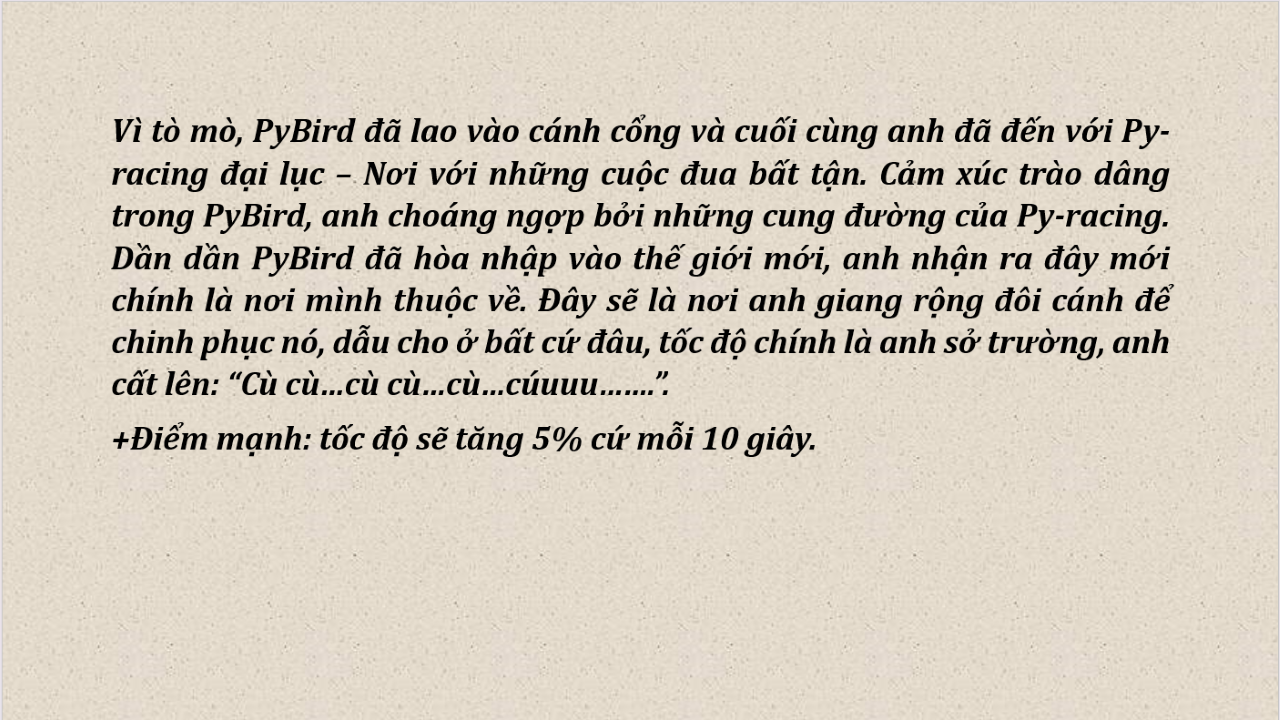 Vì tò mò, PyBird đã lao vào cánh cổng và cuối cùng anh đã đến với Py-
racing đại lục – Nơi với những cuộc đua bất tận. Cảm xúc trào dâng
trong PyBird, anh choáng ngợp bởi những cung đường của Py-racing.
Dần dần PyBird đã hòa nhập vào thế giới mới, anh nhận ra đây mới
chính là nơi mình thuộc về. Đây sẽ là nơi anh giang rộng đôi cánh để
chinh phục nó, dẫu cho ở bất cứ đâu, tốc độ chính là anh sở trường, anh
cất lên: “Cù cù…cù cù…cù…cúuuu…….”.
+Điểm mạnh: tốc độ sẽ tăng 5% cứ mỗi 10 giây.